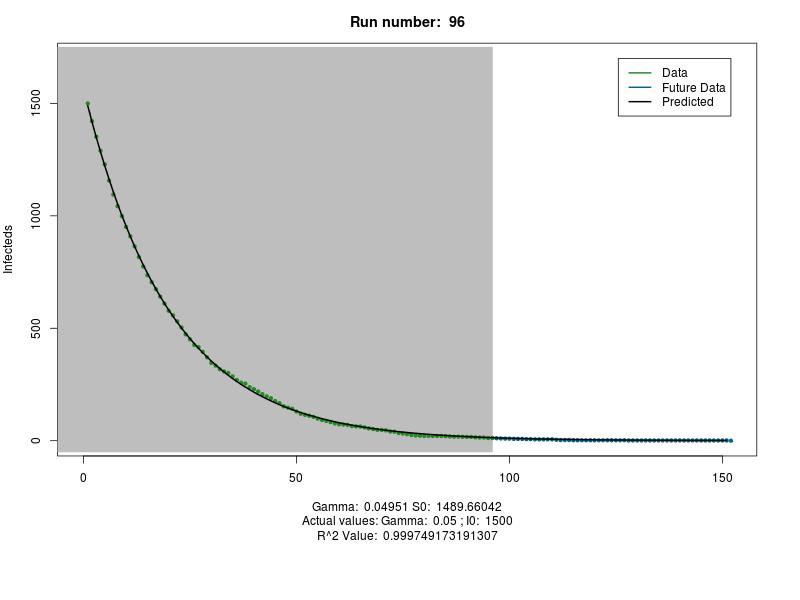 Run number:  96
Data
Future Data
Predicted
Infecteds
1500
1000
500
0
0
50
100
150
Gamma:  0.04951 S0:  1489.66042
Actual values: Gamma:  0.05 ; I0:  1500
R^2 Value:  0.999749173191307